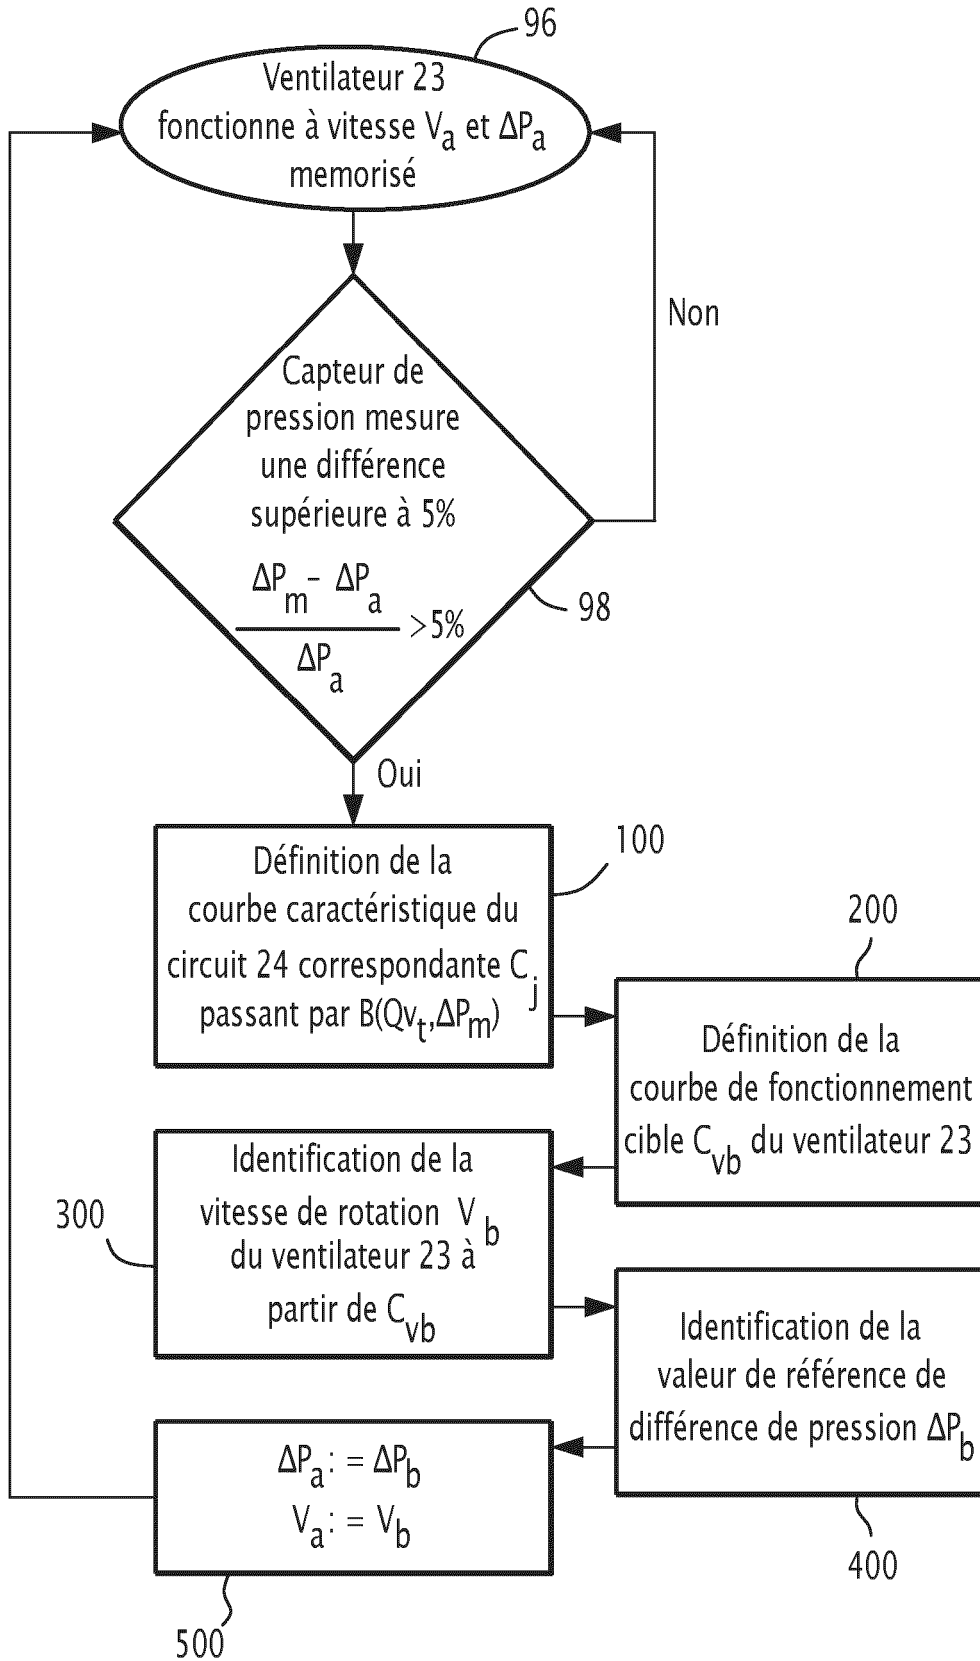 96
Ventilateur 23
fonctionne à vitesse Va et ΔPa
memorisé
Non
Capteur de
pression mesure
une différence
supérieure à 5%
ΔPm - ΔPa
>5%
ΔPa
98
Oui
100
Définition de la
courbe caractéristique du
circuit 24 correspondante Cj
passant par B(Qvt,ΔPm)
200
Définition de la
courbe de fonctionnement
cible Cvb du ventilateur 23
300
Identification de la
vitesse de rotation Vb
du ventilateur 23 à
partir de Cvb
Identification de la
valeur de référence de
différence de pression ΔPb
400
ΔPa: = ΔPb
Va: = Vb
500